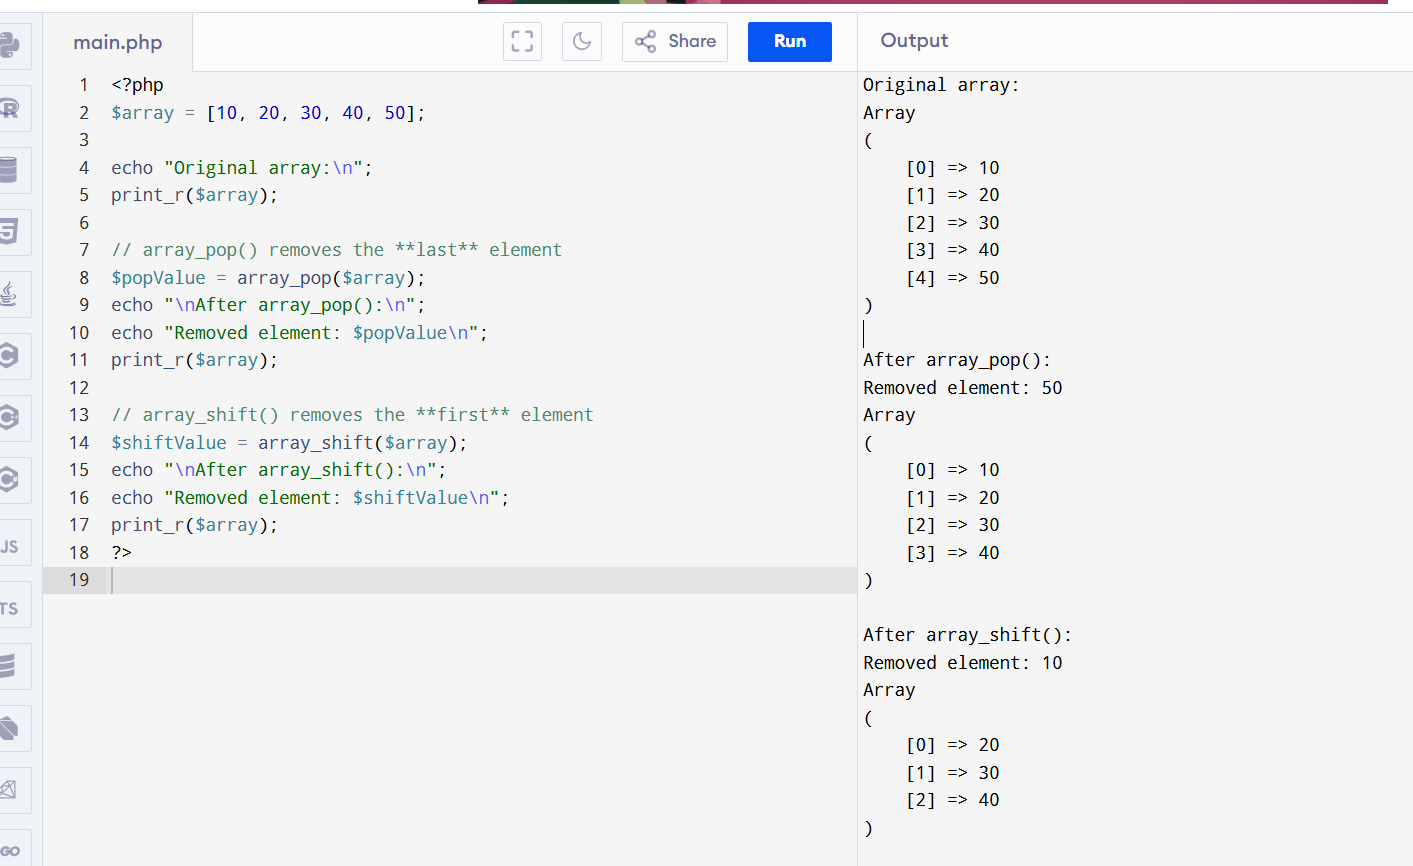 main.php
Share
Run
Output
1 <?php
2 $array = [10, 20, 30, 40, 50];
3
4 echo "Original array:\n";
5 print_r($array);
6
7 // array_pop() removes the **last** element
8 $popValue = array_pop($array);
9 echo "\nAfter array_pop():\n";
10 echo "Removed element: $popValue\n";
11 print_r($array);
12
13 // array_shift() removes the **first** element
14 $shiftValue = array_shift($array);
15 echo "\nAfter array_shift():\n";
16 echo "Removed element: $shiftValue\n";
17 print_r($array);
18 ?>
19
Original array:
Array
(
    [0] => 10
    [1] => 20
    [2] => 30
    [3] => 40
    [4] => 50
)

After array_pop():
Removed element: 50
Array
(
    [0] => 10
    [1] => 20
    [2] => 30
    [3] => 40
)

After array_shift():
Removed element: 10
Array
(
    [0] => 20
    [1] => 30
    [2] => 40
)
R
5
C
C
C
JS
TS
GO